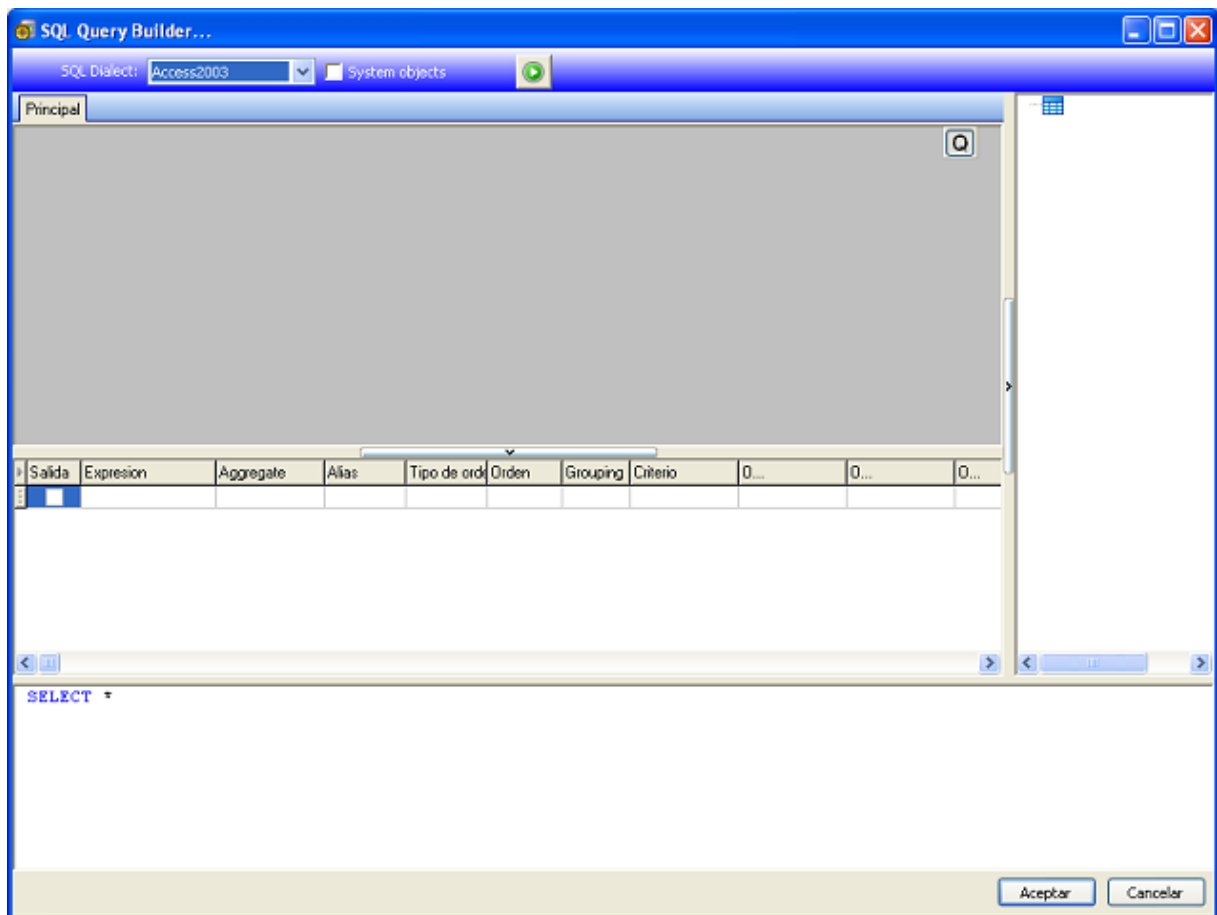 SQL Query Builder...
SQL Dialect: Access2003 System objects
Principal
Q
Salida Expresion Aggregate Alias Tipo de orde Orden Grouping Criterio O... O... O...
SELECT *
Aceptar Cancelar